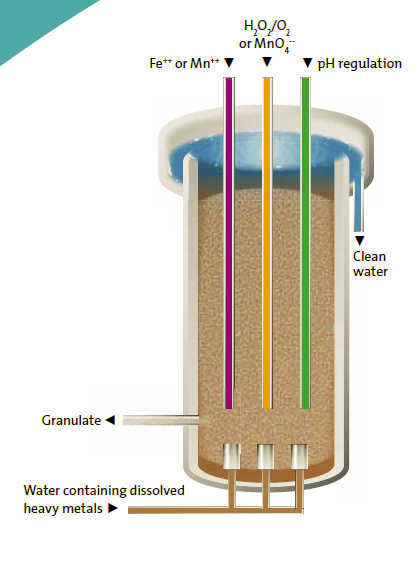 H₂O₂/O₂
or MnO₄⁻⁻
Fe⁺⁺ or Mn⁺⁺ ▼ ▼ ▼ pH regulation
▼
Clean
water
Granulate ◀
Water containing dissolved
heavy metals ▶